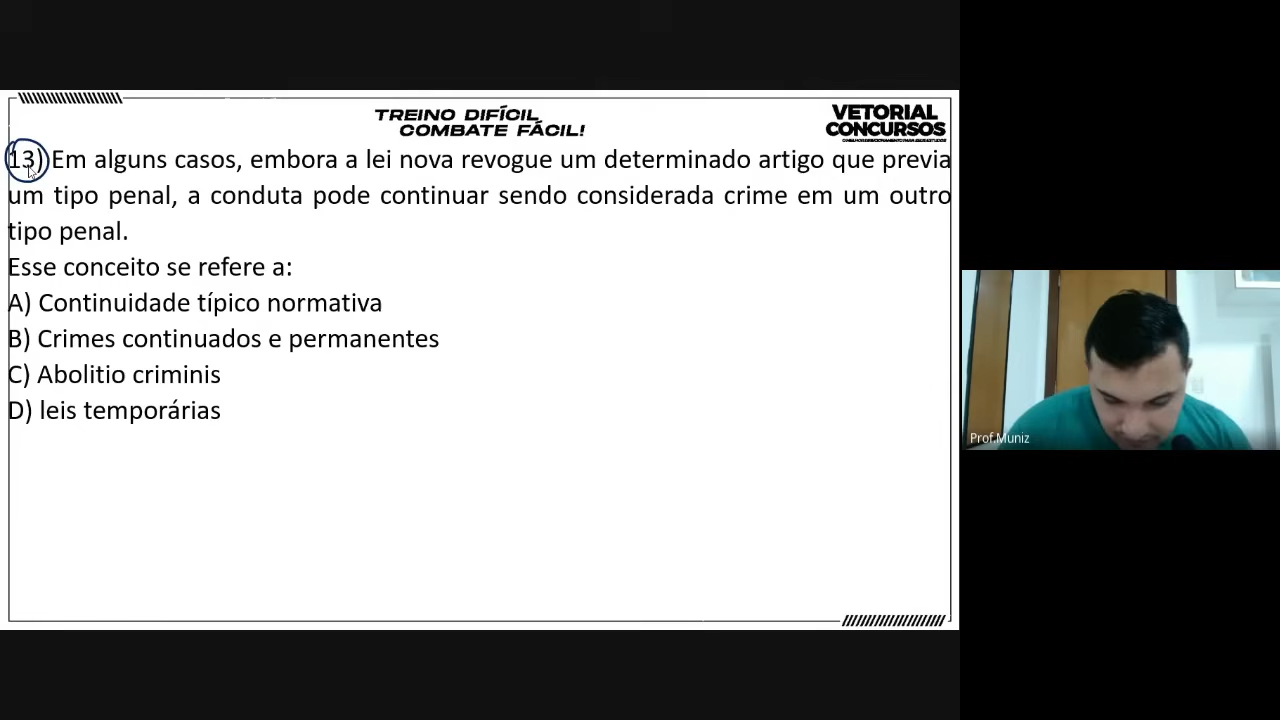 TREINO DIFÍCIL
COMBATE FÁCIL!
VETORIAL
CONCURSOS
13) Em alguns casos, embora a lei nova revogue um determinado artigo que previa
um tipo penal, a conduta pode continuar sendo considerada crime em um outro
tipo penal.
Esse conceito se refere a:
A) Continuidade típico normativa
B) Crimes continuados e permanentes
C) Abolitio criminis
D) leis temporárias
Prof.Muniz